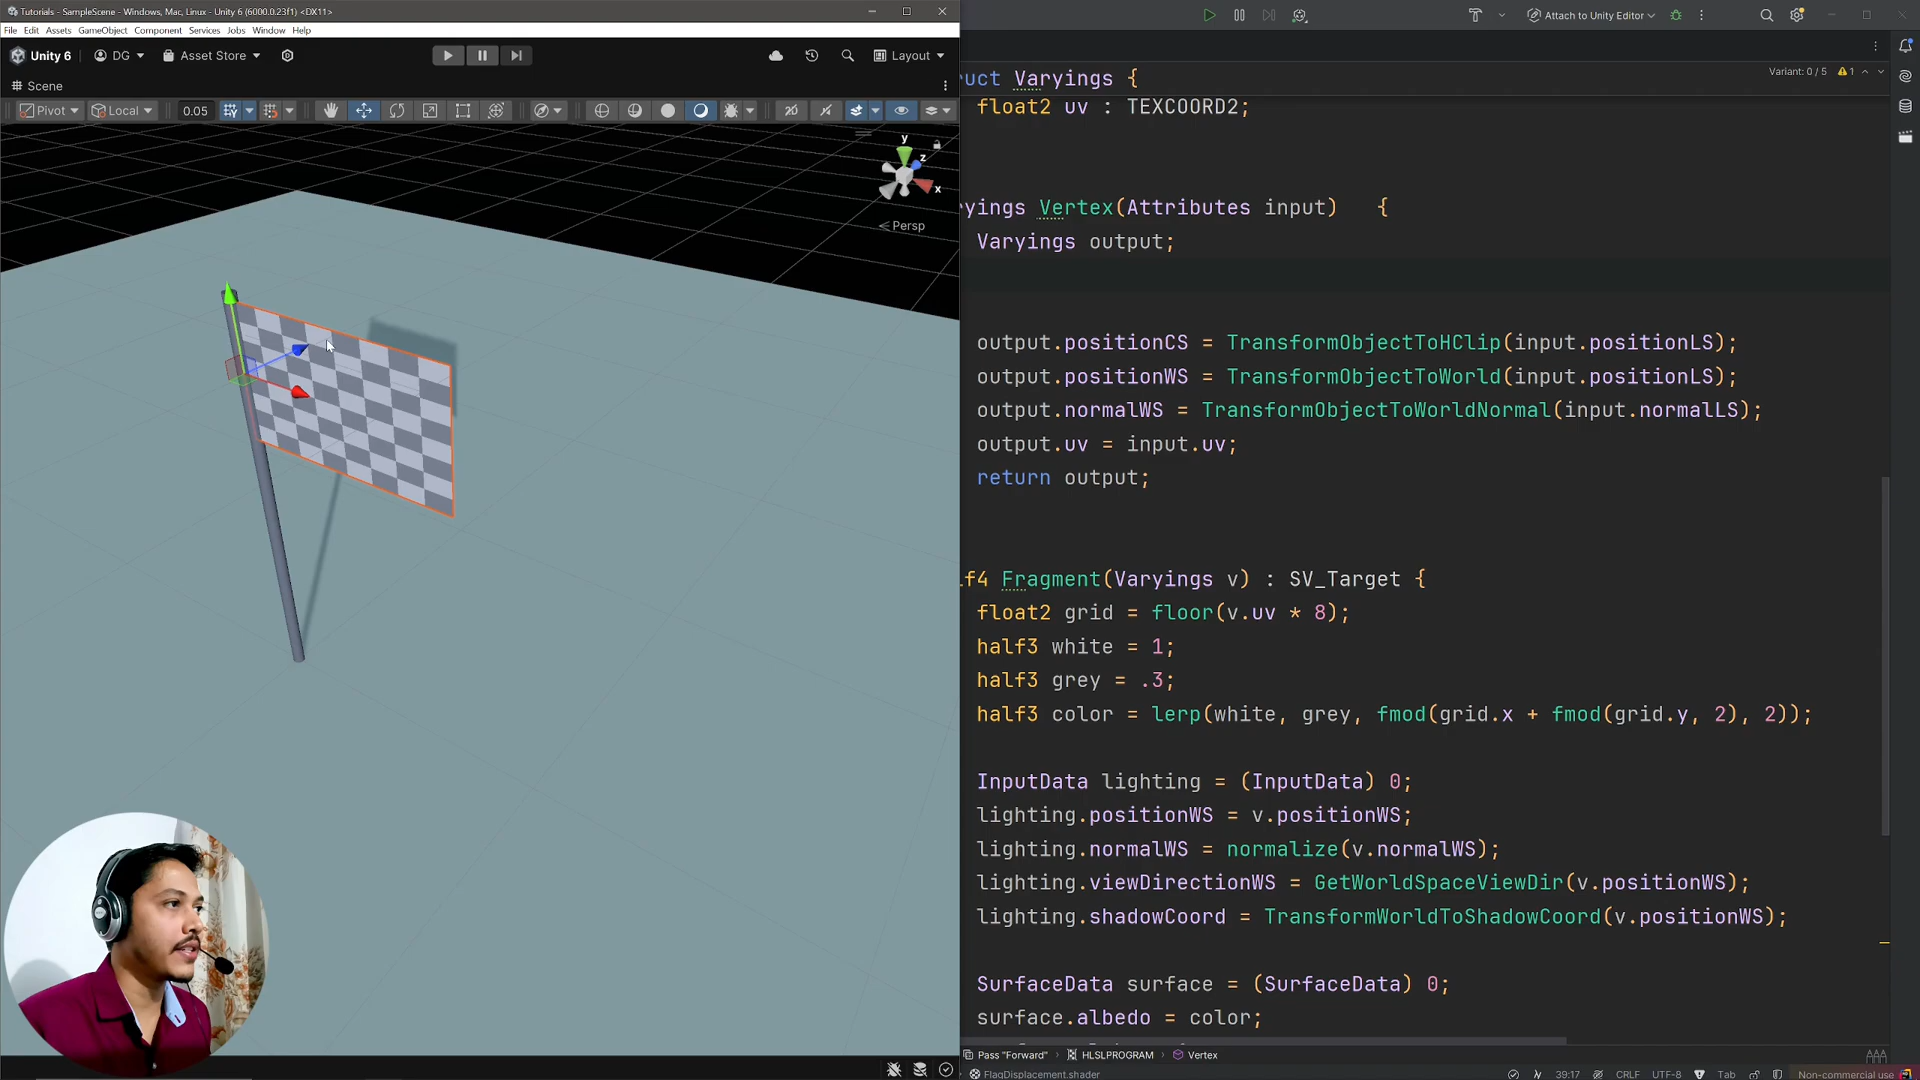 Tutorials - SampleScene - Windows, Mac, Linux - Unity 6 (6000.0.23f1) <DX11>
File Edit Assets GameObject Component Services Jobs Window Help
Unity 6 DG Asset Store Layout
Scene
Pivot Local 0.05
y
z
x
Persp
Attach to Unity Editor
Variant: 0 / 5 1
ruct Varyings {
float2 uv : TEXCOORD2;
ryings Vertex(Attributes input) {
Varyings output;
output.positionCS = TransformObjectToHClip(input.positionLS);
output.positionWS = TransformObjectToWorld(input.positionLS);
output.normalWS = TransformObjectToWorldNormal(input.normalLS);
output.uv = input.uv;
return output;
lf4 Fragment(Varyings v) : SV_Target {
float2 grid = floor(v.uv * 8);
half3 white = 1;
half3 grey = .3;
half3 color = lerp(white, grey, fmod(grid.x + fmod(grid.y, 2), 2));
InputData lighting = (InputData) 0;
lighting.positionWS = v.positionWS;
lighting.normalWS = normalize(v.normalWS);
lighting.viewDirectionWS = GetWorldSpaceViewDir(v.positionWS);
lighting.shadowCoord = TransformWorldToShadowCoord(v.positionWS);
SurfaceData surface = (SurfaceData) 0;
surface.albedo = color;
Pass "Forward" › HLSLPROGRAM › Vertex
FlagDisplacement.shader 39:17 CRLF UTF-8 Tab Non-commercial use